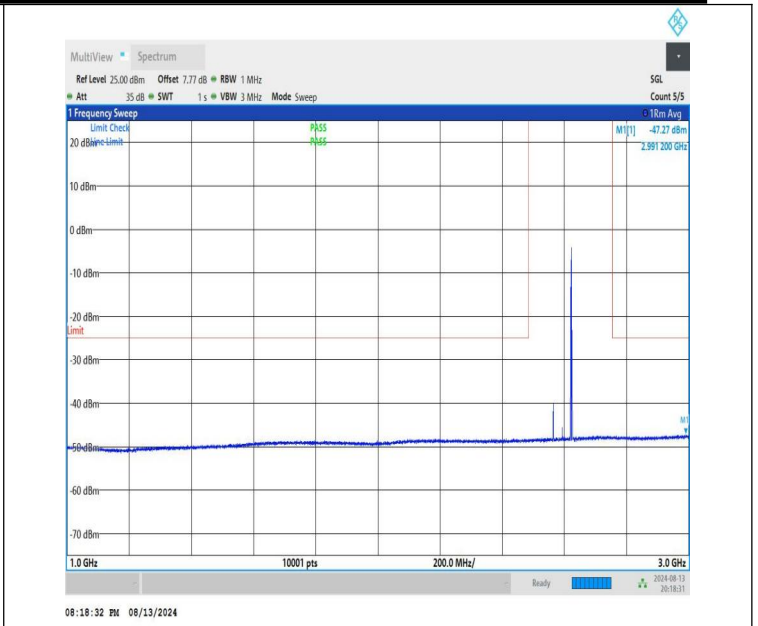 MultiView Spectrum
Ref Level 25.00 dBm Offset 7.77 dB RBW 1 MHz SGL
Att 35 dB SWT 1 s VBW 3 MHz Mode Sweep Count 5/5
1 Frequency Sweep 1Rm Avg
Limit Check PASS M1[1] -47.27 dBm
20 dBm Line Limit PASS 2.991 200 GHz
10 dBm
0 dBm
-10 dBm
-20 dBm
Limit
-30 dBm
-40 dBm
M1
-50 dBm
-60 dBm
-70 dBm
1.0 GHz 10001 pts 200.0 MHz/ 3.0 GHz
Ready 2024-08-13
20:18:31
08:18:32 PM 08/13/2024